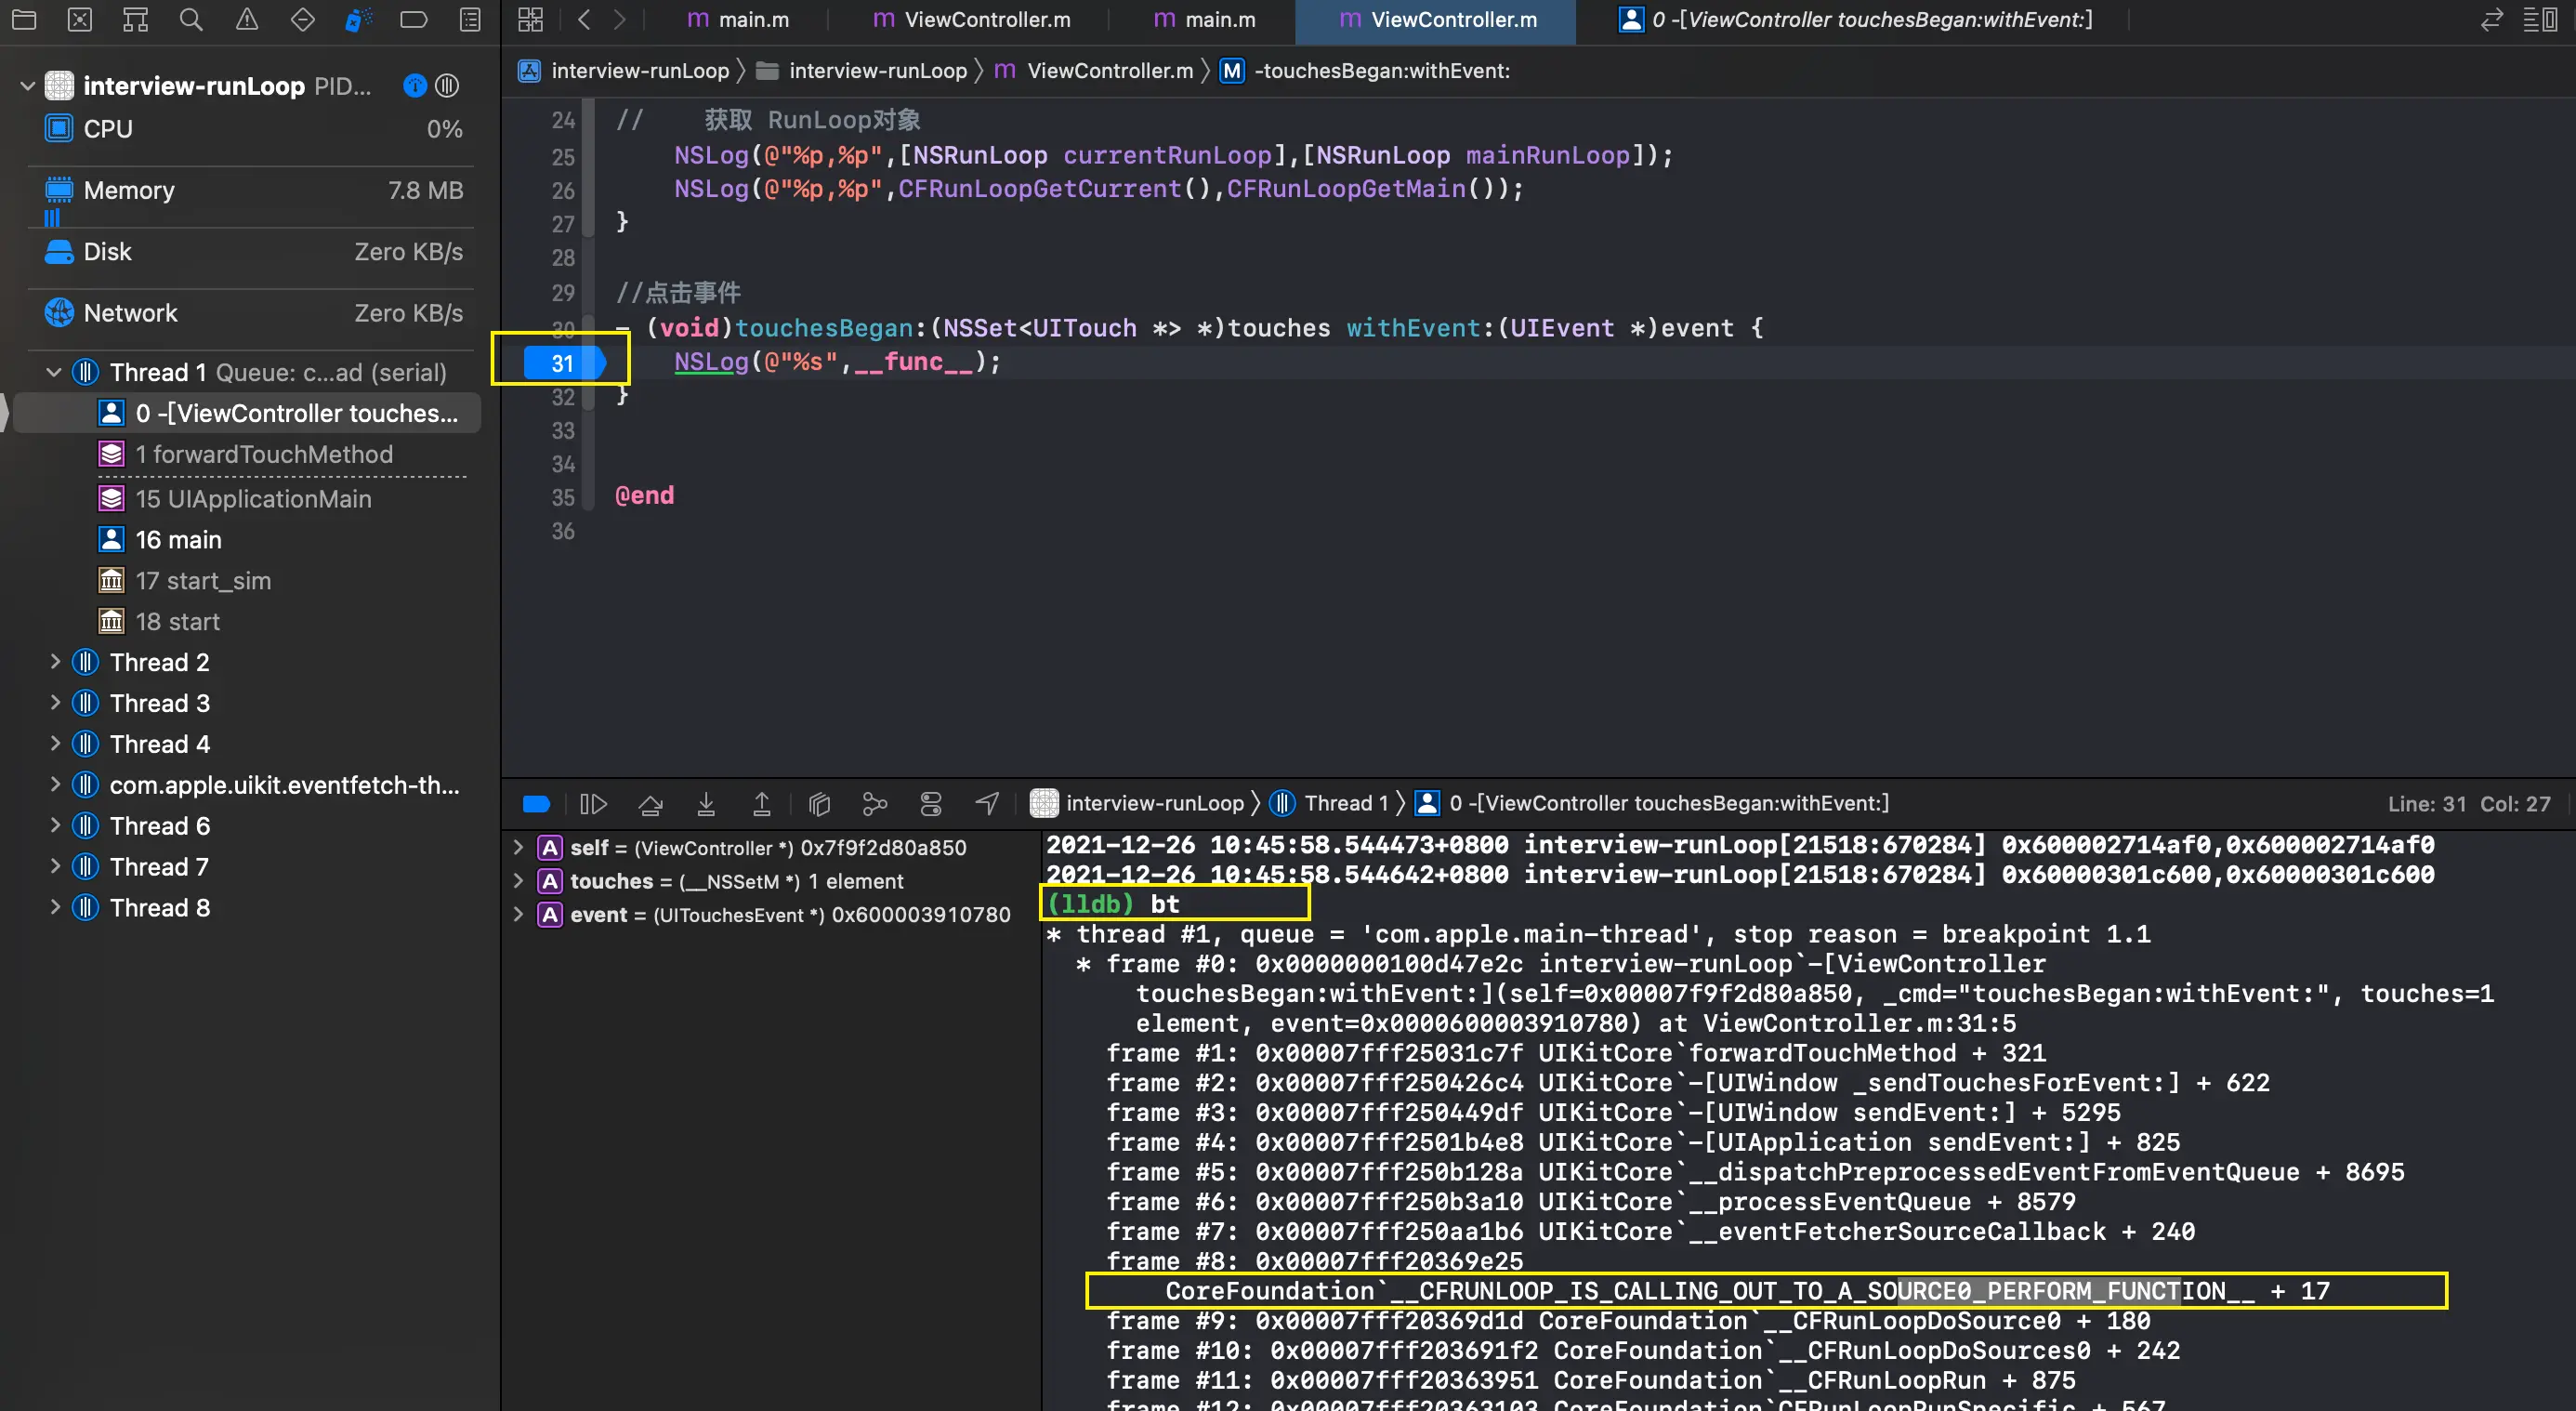 main.m
ViewController.m
main.m
ViewController.m
0 -[ViewController touchesBegan:withEvent:]
interview-runLoop PID...
interview-runLoop
interview-runLoop
ViewController.m
M -touchesBegan:withEvent:
CPU 0%
Memory 7.8 MB
Disk Zero KB/s
Network Zero KB/s
Thread 1 Queue: c...ad (serial)
0 -[ViewController touches...
1 forwardTouchMethod
15 UIApplicationMain
16 main
17 start_sim
18 start
Thread 2
Thread 3
Thread 4
com.apple.uikit.eventfetch-th...
Thread 6
Thread 7
Thread 8
24 //    获取 RunLoop对象
25 NSLog(@"%p,%p",[NSRunLoop currentRunLoop],[NSRunLoop mainRunLoop]);
26 NSLog(@"%p,%p",CFRunLoopGetCurrent(),CFRunLoopGetMain());
27 }
28
29 //点击事件
30 - (void)touchesBegan:(NSSet<UITouch *> *)touches withEvent:(UIEvent *)event {
31 NSLog(@"%s",__func__);
32 }
33
34
35 @end
36
interview-runLoop
Thread 1
0 -[ViewController touchesBegan:withEvent:]
Line: 31 Col: 27
A self = (ViewController *) 0x7f9f2d80a850
A touches = (__NSSetM *) 1 element
A event = (UITouchesEvent *) 0x600003910780
2021-12-26 10:45:58.544473+0800 interview-runLoop[21518:670284] 0x600002714af0,0x600002714af0
2021-12-26 10:45:58.544642+0800 interview-runLoop[21518:670284] 0x60000301c600,0x60000301c600
(lldb) bt
* thread #1, queue = 'com.apple.main-thread', stop reason = breakpoint 1.1
* frame #0: 0x0000000100d47e2c interview-runLoop`-[ViewController
touchesBegan:withEvent:](self=0x00007f9f2d80a850, _cmd="touchesBegan:withEvent:", touches=1
element, event=0x0000600003910780) at ViewController.m:31:5
frame #1: 0x00007fff25031c7f UIKitCore`forwardTouchMethod + 321
frame #2: 0x00007fff250426c4 UIKitCore`-[UIWindow _sendTouchesForEvent:] + 622
frame #3: 0x00007fff250449df UIKitCore`-[UIWindow sendEvent:] + 5295
frame #4: 0x00007fff2501b4e8 UIKitCore`-[UIApplication sendEvent:] + 825
frame #5: 0x00007fff250b128a UIKitCore`__dispatchPreprocessedEventFromEventQueue + 8695
frame #6: 0x00007fff250b3a10 UIKitCore`__processEventQueue + 8579
frame #7: 0x00007fff250aa1b6 UIKitCore`__eventFetcherSourceCallback + 240
frame #8: 0x00007fff20369e25
CoreFoundation`__CFRUNLOOP_IS_CALLING_OUT_TO_A_SOURCE0_PERFORM_FUNCTION__ + 17
frame #9: 0x00007fff20369d1d CoreFoundation`__CFRunLoopDoSource0 + 180
frame #10: 0x00007fff203691f2 CoreFoundation`__CFRunLoopDoSources0 + 242
frame #11: 0x00007fff20363951 CoreFoundation`__CFRunLoopRun + 875
frame #12: 0x00007fff20363103 CoreFoundation`CFRunLoopRunSpecific + 567